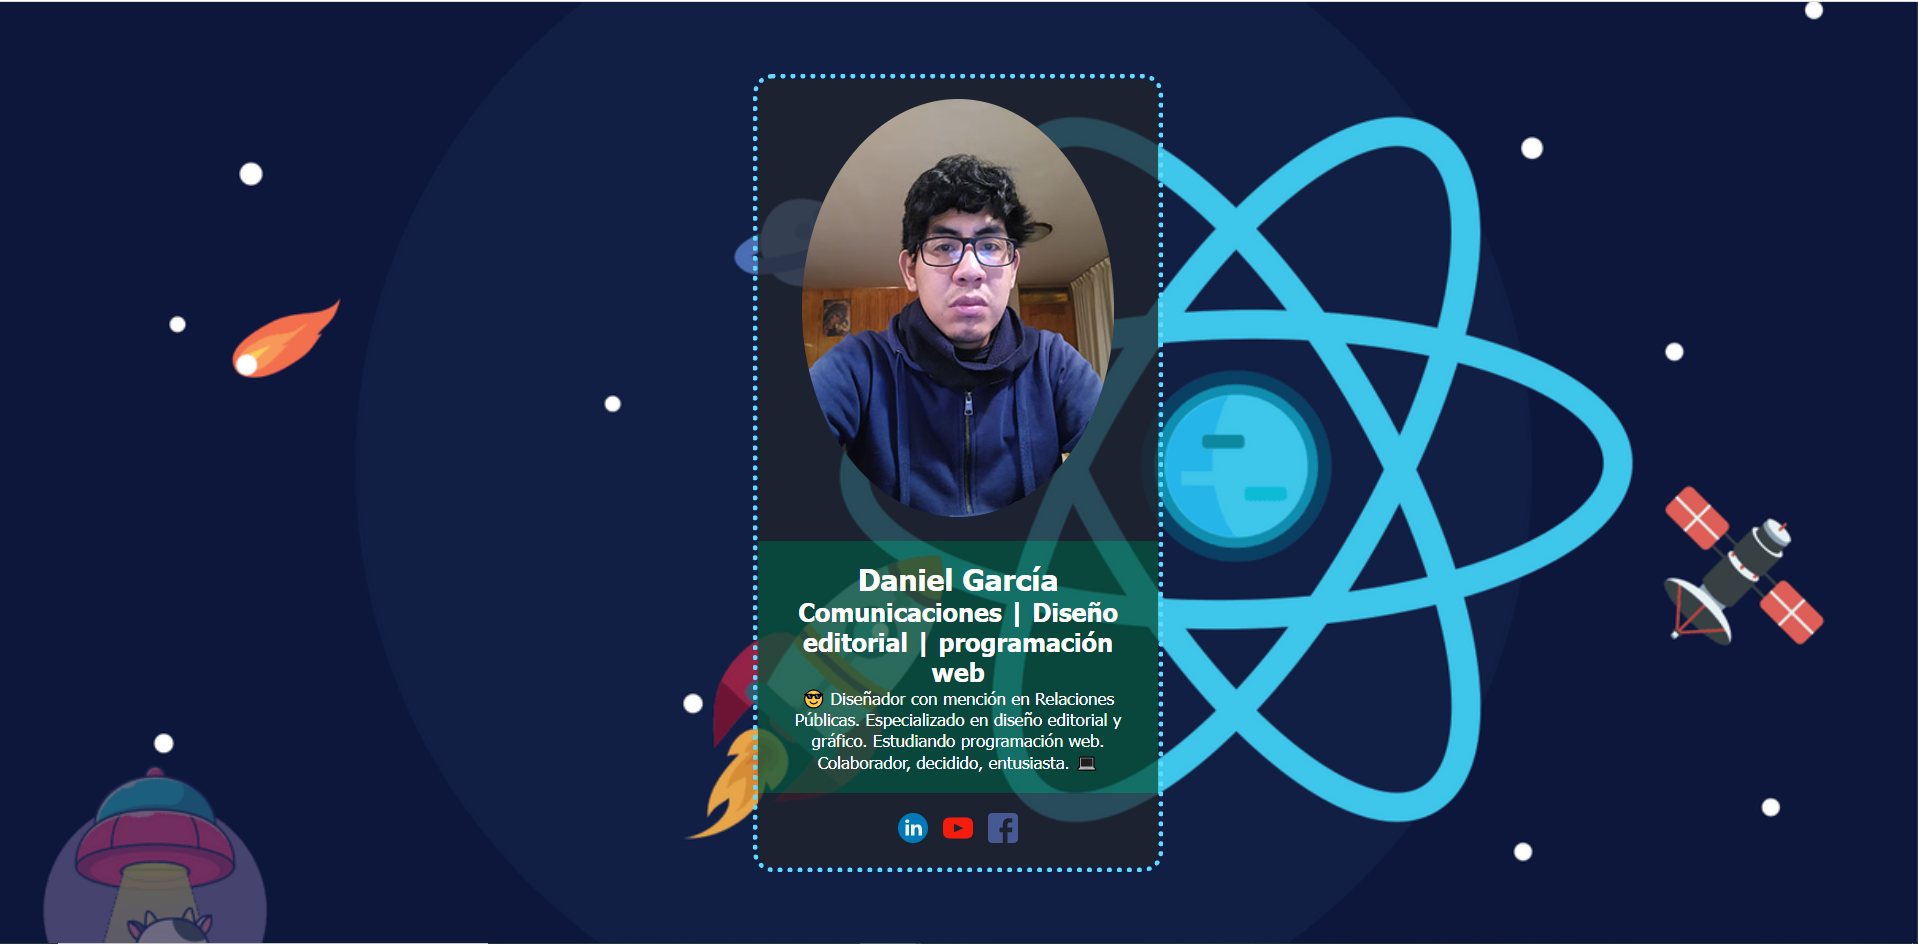 Daniel García
Comunicaciones | Diseño
editorial | programación
web
😎 Diseñador con mención en Relaciones
Públicas. Especializado en diseño editorial y
gráfico. Estudiando programación web.
Colaborador, decidido, entusiasta. 💻
in